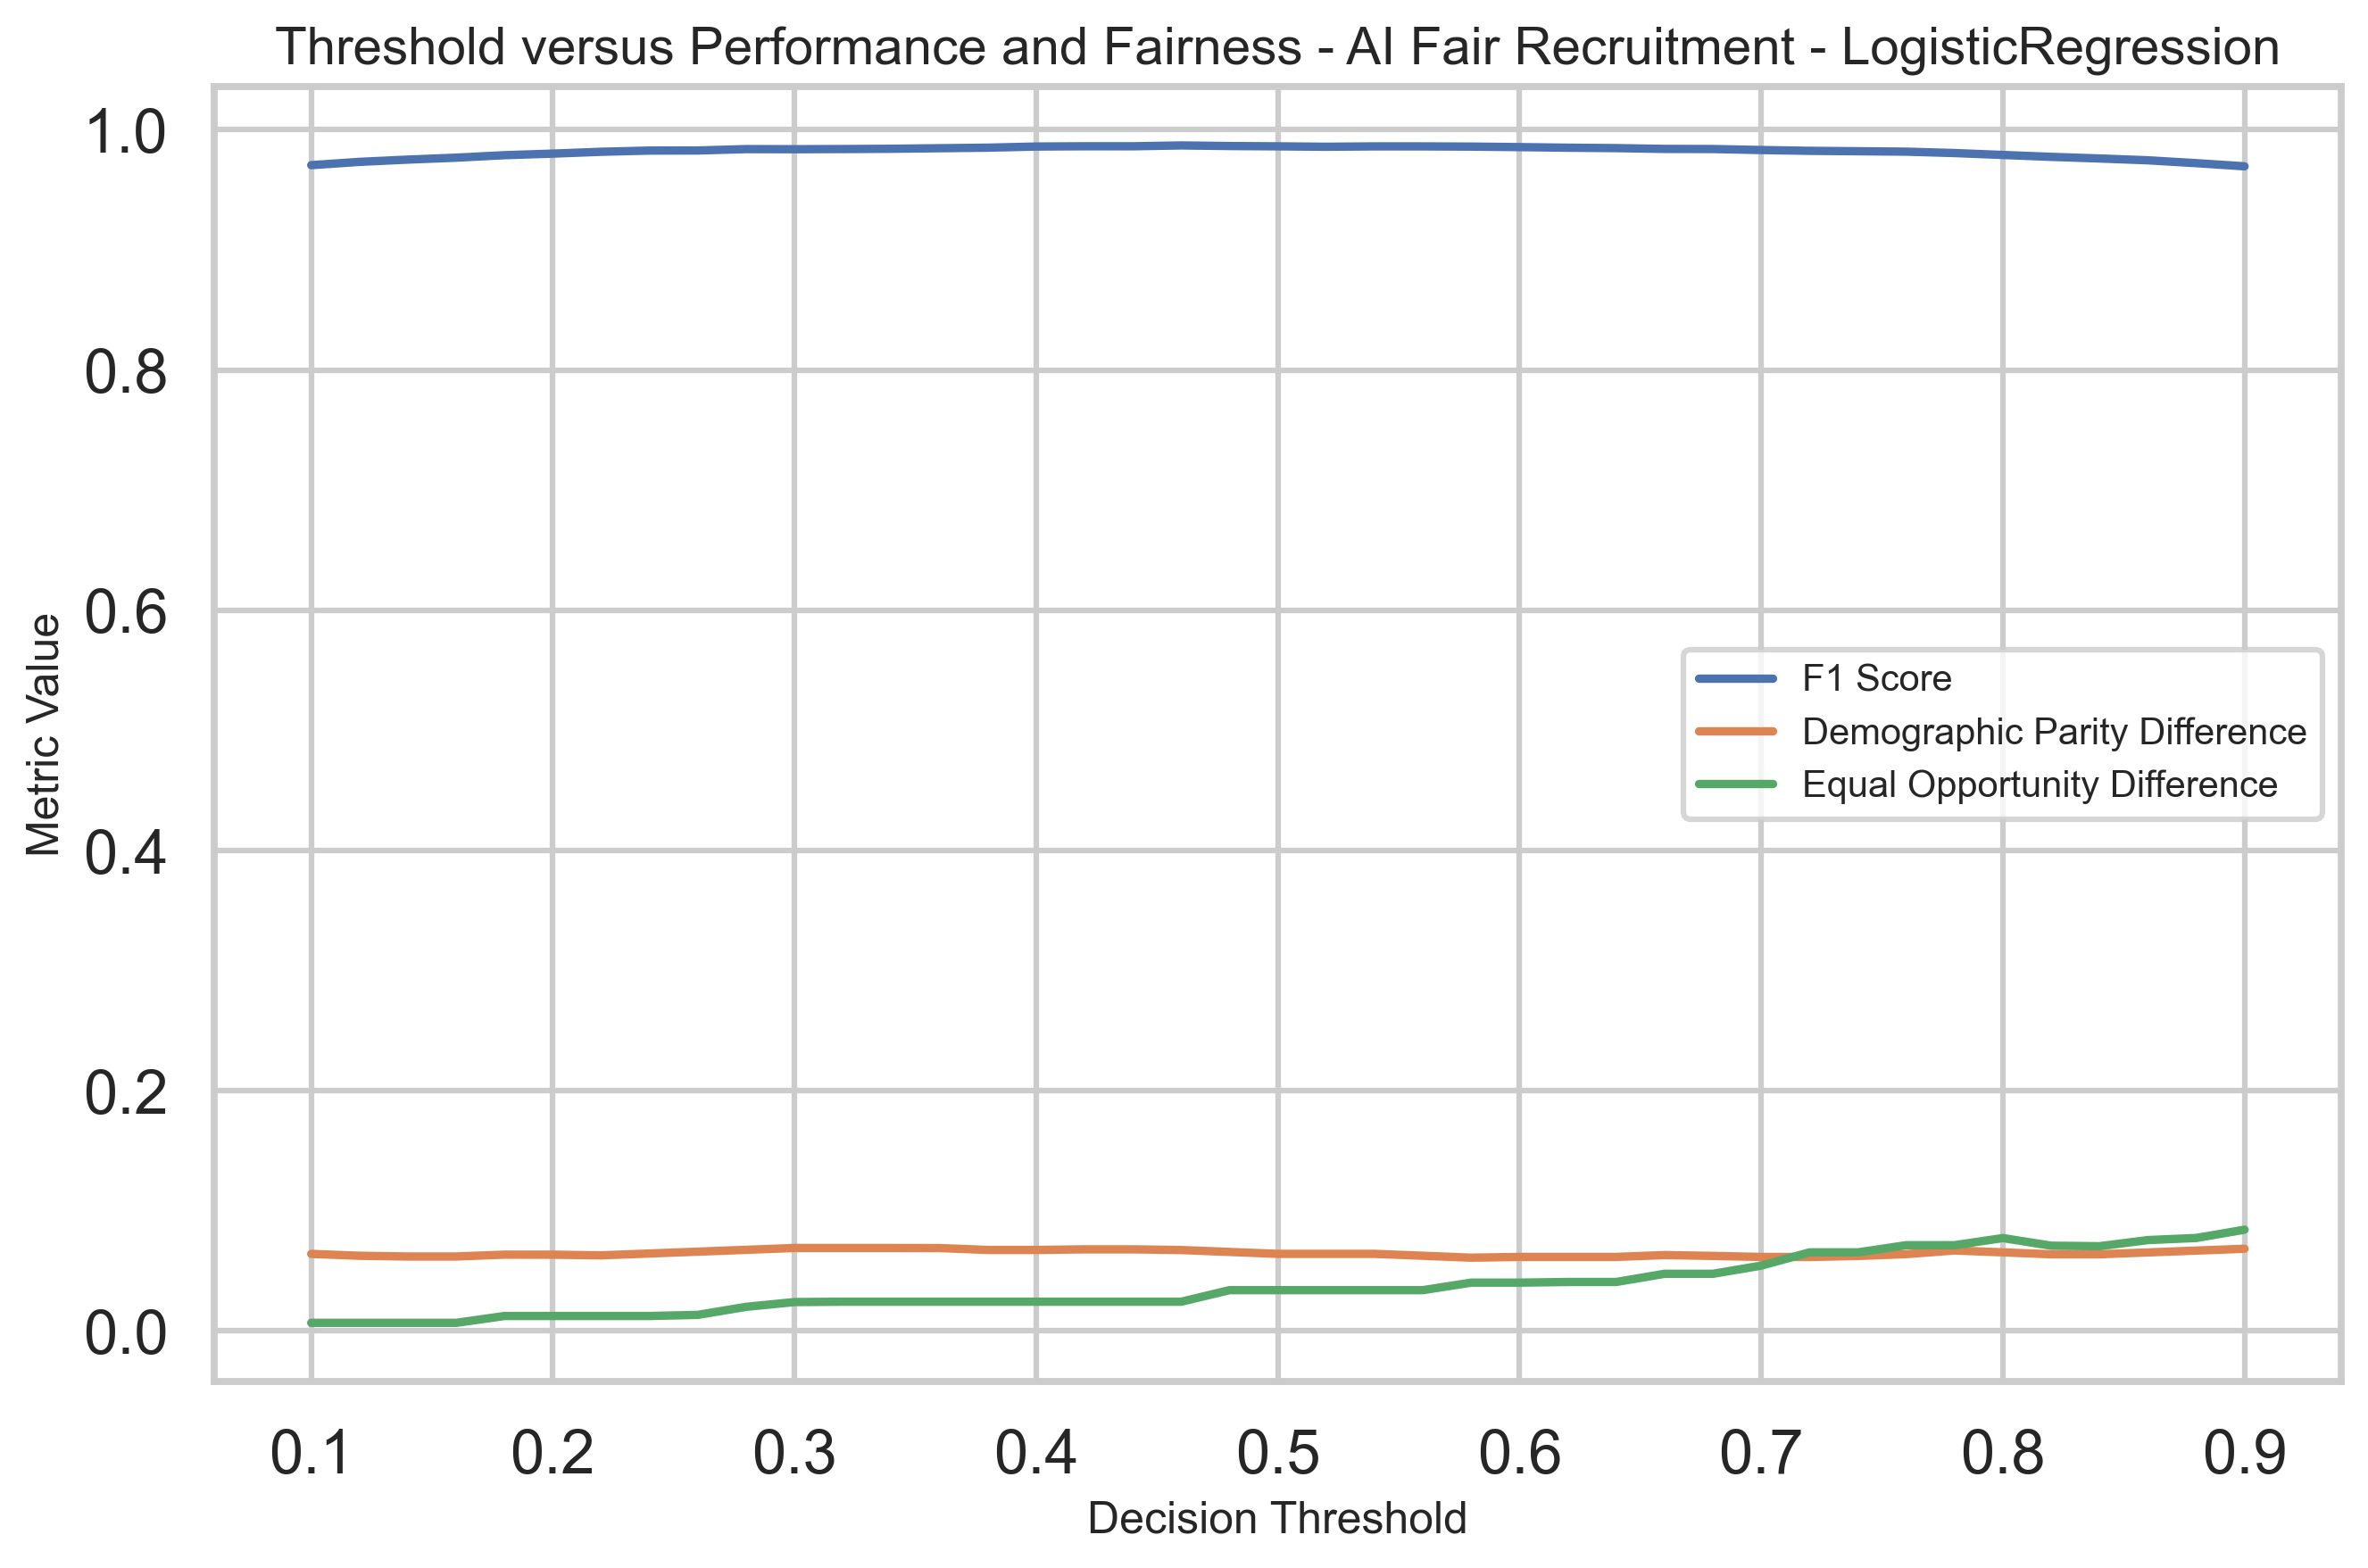 Threshold versus Performance and Fairness - AI Fair Recruitment - LogisticRegression
1.0
0.8
0.6
0.4
0.2
0.0
Metric Value
F1 Score
Demographic Parity Difference
Equal Opportunity Difference
0.1 0.2 0.3 0.4 0.5 0.6 0.7 0.8 0.9
Decision Threshold